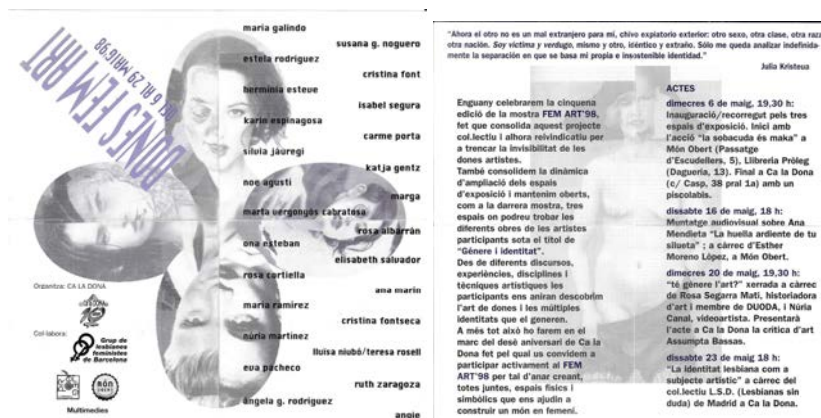 DONES FEM ART
DEL 6 AL 29 MAIG'98
maría galindo
susana g. noguero
estela rodríguez
cristina font
herminia esteve
isabel segura
karin espinagosa
carme porta
silvia jáuregi
katja gentz
noe agustí
marga
marta vergonyós cabratosa
rosa albarrán
ona esteban
elisabeth salvador
rosa cortiella
ana marin
maria ramírez
cristina fontseca
núria martínez
lluïsa niubó/teresa rosell
eva pacheco
ruth zaragoza
àngela g. rodríguez
angie
Organitza: CA LA DONA
Col·labora:
Grup de
lesbianes
feministes
de Barcelona
MÓN
OBERT
Multimedies
"Ahora el otro no es un mal extranjero para mí, chivo expiatorio exterior: otro sexo, otra clase, otra raza,
otra nación. Soy víctima y verdugo, mismo y otro, idéntico y extraño. Sólo me queda analizar indefinida-
mente la separación en que se basa mi propia e insostenible identidad."
Julia Kristeua
Enguany celebrarem la cinquena
edició de la mostra FEM ART'98,
fet que consolida aquest projecte
col.lectiu i alhora reivindicatiu per
a trencar la invisibilitat de les
dones artistes.
També consolidem la dinàmica
d'ampliació dels espais
d'exposició i mantenim oberts,
com a la darrera mostra, tres
espais on podreu trobar les
diferents obres de les artistes
participants sota el títol de
"Génere i identitat".
Des de diferents discursos,
experiències, disciplines i
tècniques artístiques les
participants ens aniran descobrim
l'art de dones i les múltiples
identitats que el generen.
A més tot això ho farem en el
marc del desè aniversari de Ca la
Dona fet pel qual us convidem a
participar activament al FEM
ART'98 per tal d'anar creant,
totes juntes, espais físics i
simbòlics que ens ajudin a
construir un món en femení.
ACTES
dimecres 6 de maig, 19,30 h:
Inauguració/recorregut pels tres
espais d'exposició. Inici amb
l'acció "la sobacuda és maka" a
Món Obert (Passatge
d'Escudellers, 5), Llibreria Pròleg
(Dagueria, 13). Final a Ca la Dona
(c/ Casp, 38 pral 1a) amb un
piscolabis.
dissabte 16 de maig, 18 h:
Muntatge audiovisual sobre Ana
Mendieta "La huella ardiente de tu
silueta" ; a càrrec d'Esther
Moreno López, a Món Obert.
dimecres 20 de maig, 19,30 h:
"té gènere l'art?" xerrada a càrrec
de Rosa Segarra Matí, historiadora
d'art i membre de DUODA, i Núria
Canal, videoartista. Presentarà
l'acte a Ca la Dona la crítica d'art
Assumpta Bassas.
dissabte 23 de maig 18 h:
"La identitat lesbiana com a
subjecte artístic" a càrrec del
col.lectiu L.S.D. (Lesbianas sin
duda) de Madrid a Ca la Dona.